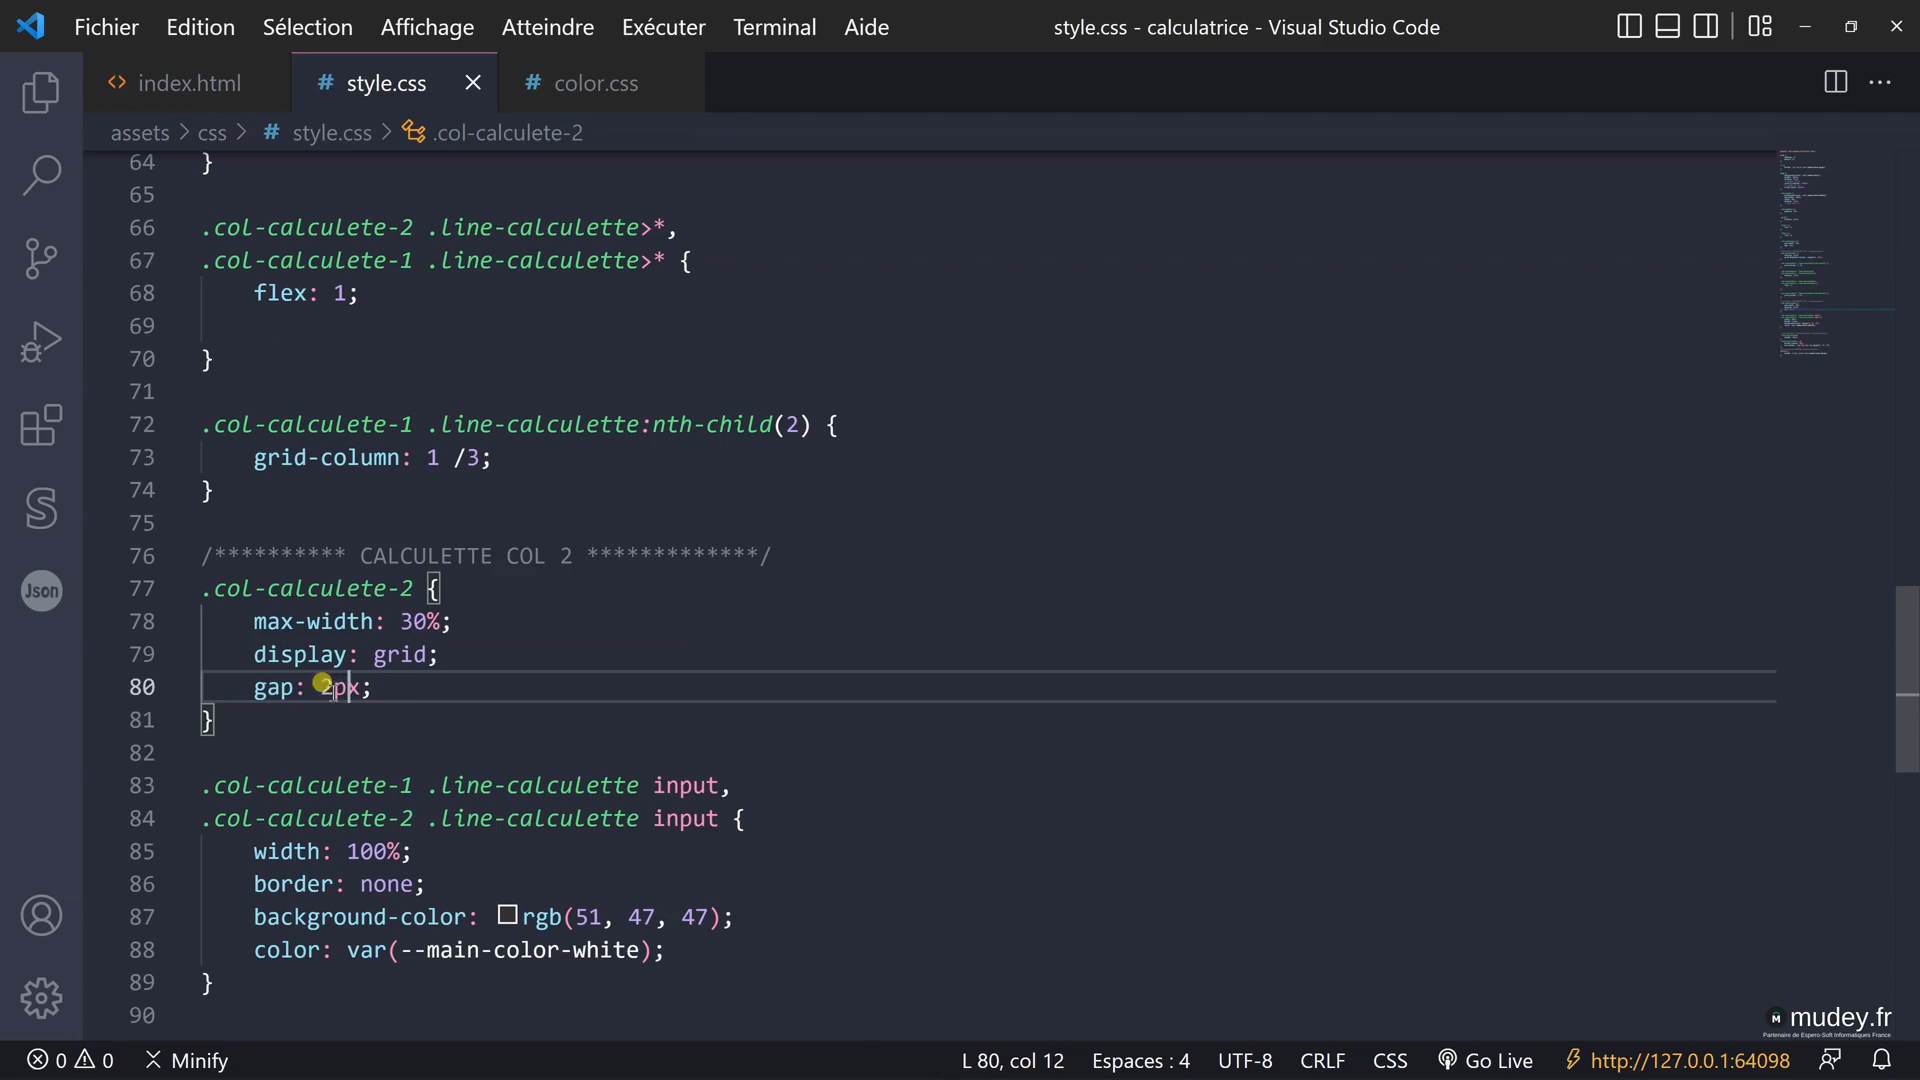 Fichier Edition Sélection Affichage Atteindre Exécuter Terminal Aide style.css - calculatrice - Visual Studio Code
<> index.html # style.css # color.css
assets > css > # style.css > .col-calculete-2
64 }
65
66 .col-calculete-2 .line-calculette>*,
67 .col-calculete-1 .line-calculette>* {
68 flex: 1;
69
70 }
71
72 .col-calculete-1 .line-calculette:nth-child(2) {
73 grid-column: 1 /3;
74 }
75
76 /********** CALCULETTE COL 2 *************/
77 .col-calculete-2 {
78 max-width: 30%;
79 display: grid;
80 gap: 2px;
81 }
82
83 .col-calculete-1 .line-calculette input,
84 .col-calculete-2 .line-calculette input {
85 width: 100%;
86 border: none;
87 background-color: rgb(51, 47, 47);
88 color: var(--main-color-white);
89 }
90
Json
M mudey.fr
Partenaire de Espero-Soft Informatiques France
0 0 Minify L 80, col 12 Espaces : 4 UTF-8 CRLF CSS Go Live http://127.0.0.1:64098